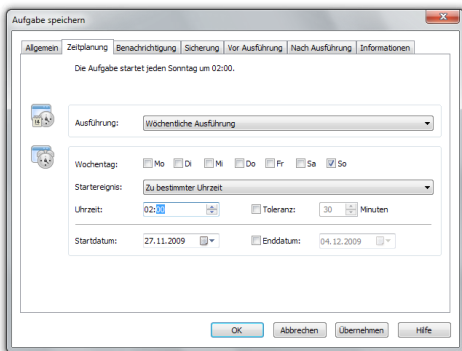 Aufgabe speichern
Allgemein Zeitplanung Benachrichtigung Sicherung Vor Ausführung Nach Ausführung Informationen
Die Aufgabe startet jeden Sonntag um 02:00.
16
Ausführung: Wöchentliche Ausführung
Wochentag: Mo Di Mi Do Fr Sa So
Startereignis: Zu bestimmter Uhrzeit
Uhrzeit: 02:00 Toleranz: 30 Minuten
Startdatum: 27.11.2009 Enddatum: 04.12.2009
OK Abbrechen Übernehmen Hilfe